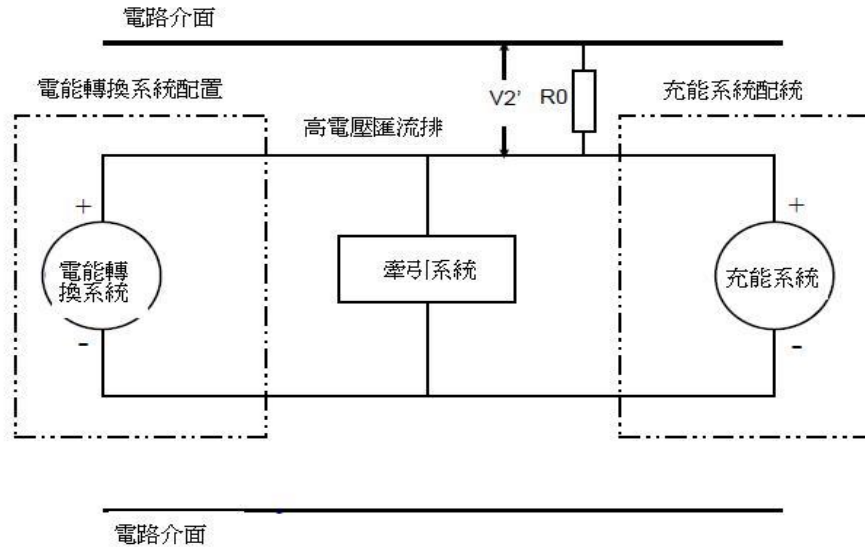 電路介面
電能轉換系統配置
V2'
R0
充能系統配統
高電壓匯流排
+
+
電能轉
換系統
牽引系統
充能系統
-
-
電路介面